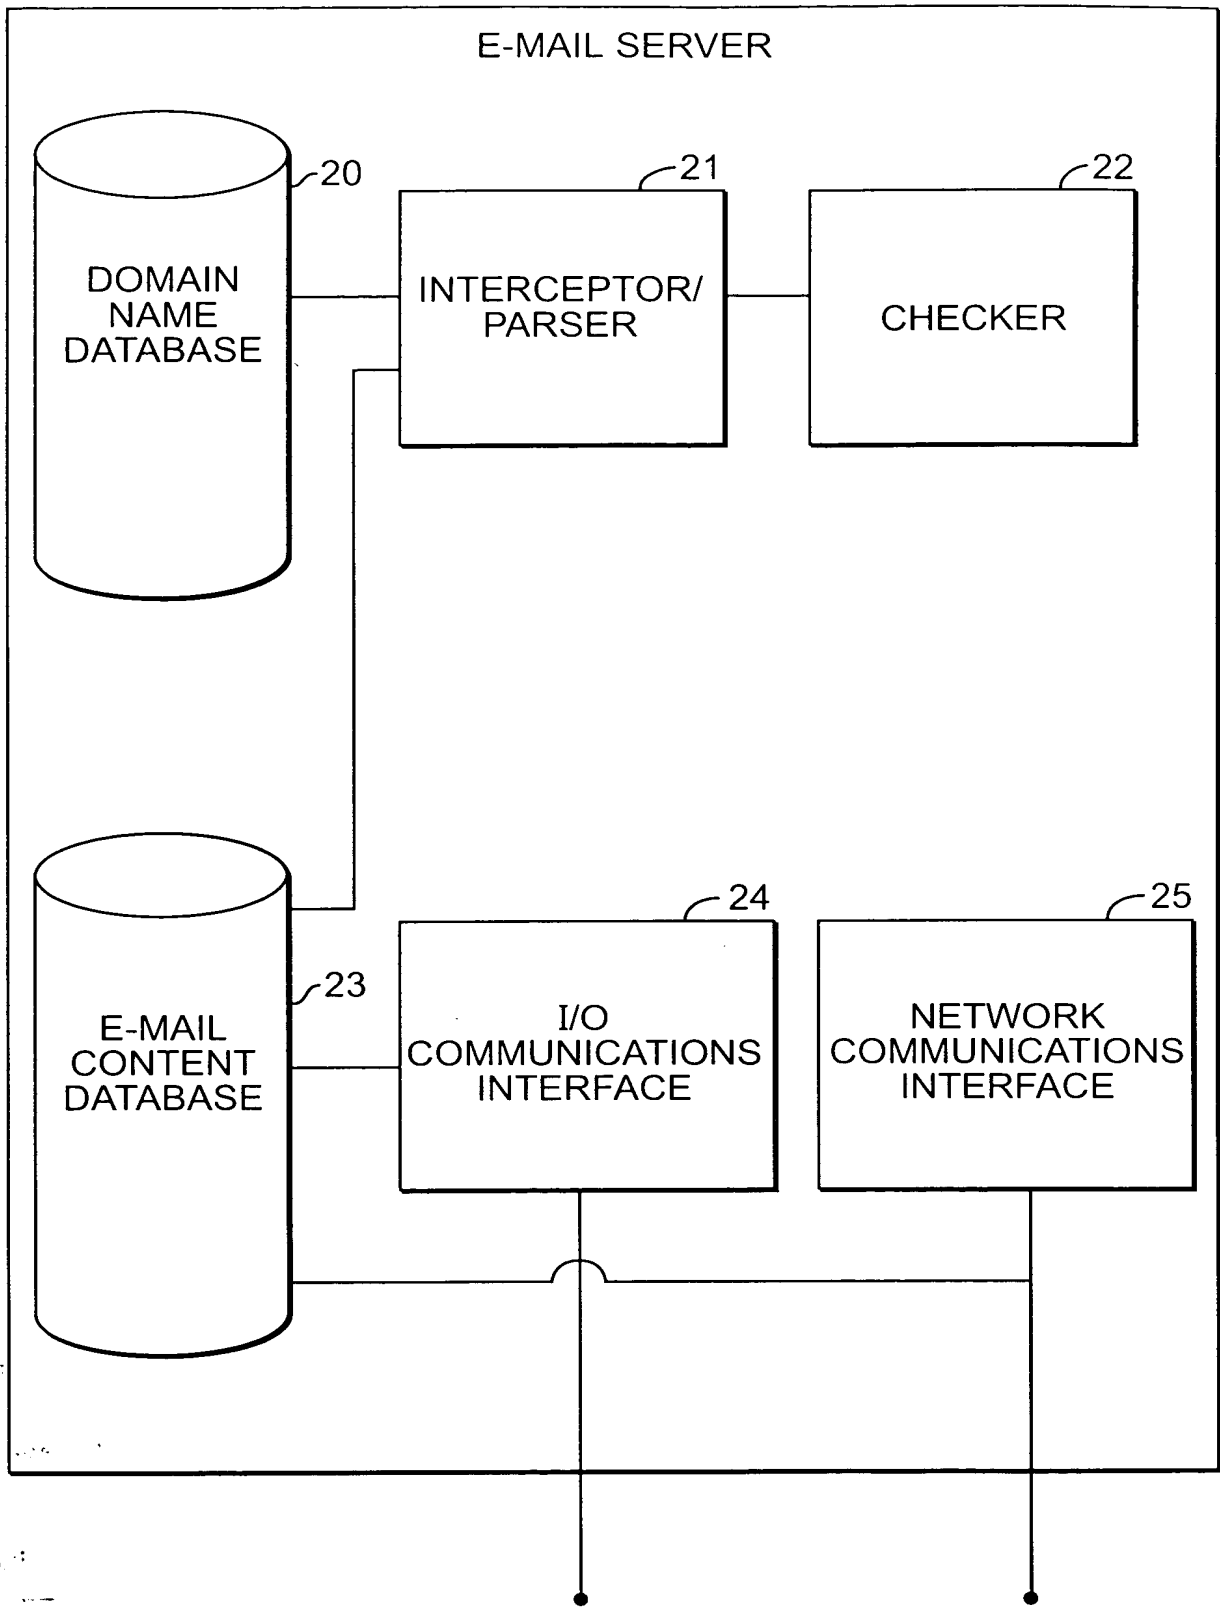 E-MAIL SERVER
20
21
22
DOMAIN
NAME
DATABASE
INTERCEPTOR/
PARSER
CHECKER
23
24
25
E-MAIL
CONTENT
DATABASE
I/O
COMMUNICATIONS
INTERFACE
NETWORK
COMMUNICATIONS
INTERFACE